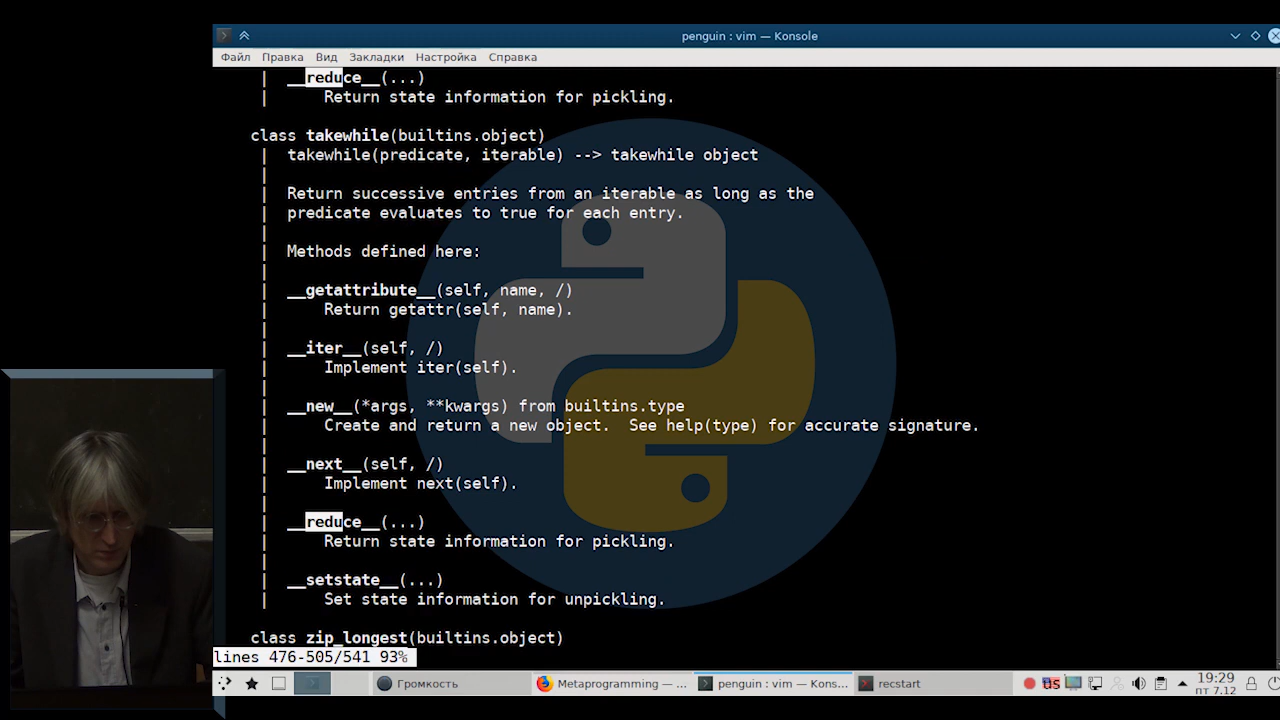 penguin : vim — Konsole
Файл Правка Вид Закладки Настройка Справка
| __reduce__(...)
| Return state information for pickling.
class takewhile(builtins.object)
| takewhile(predicate, iterable) --> takewhile object
|
| Return successive entries from an iterable as long as the
| predicate evaluates to true for each entry.
|
| Methods defined here:
|
| __getattribute__(self, name, /)
| Return getattr(self, name).
|
| __iter__(self, /)
| Implement iter(self).
|
| __new__(*args, **kwargs) from builtins.type
| Create and return a new object.  See help(type) for accurate signature.
|
| __next__(self, /)
| Implement next(self).
|
| __reduce__(...)
| Return state information for pickling.
|
| __setstate__(...)
| Set state information for unpickling.
class zip_longest(builtins.object)
lines 476-505/541 93%
Громкость Metaprogramming — ... penguin : vim — Kons... recstart us 19:29
пт 7.12